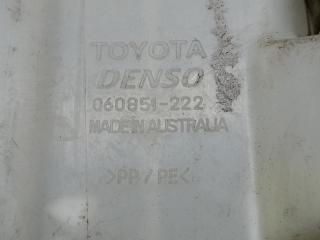 TOYOTA
DENSO
060851-222
MADE IN AUSTRALIA
>PP/PE<